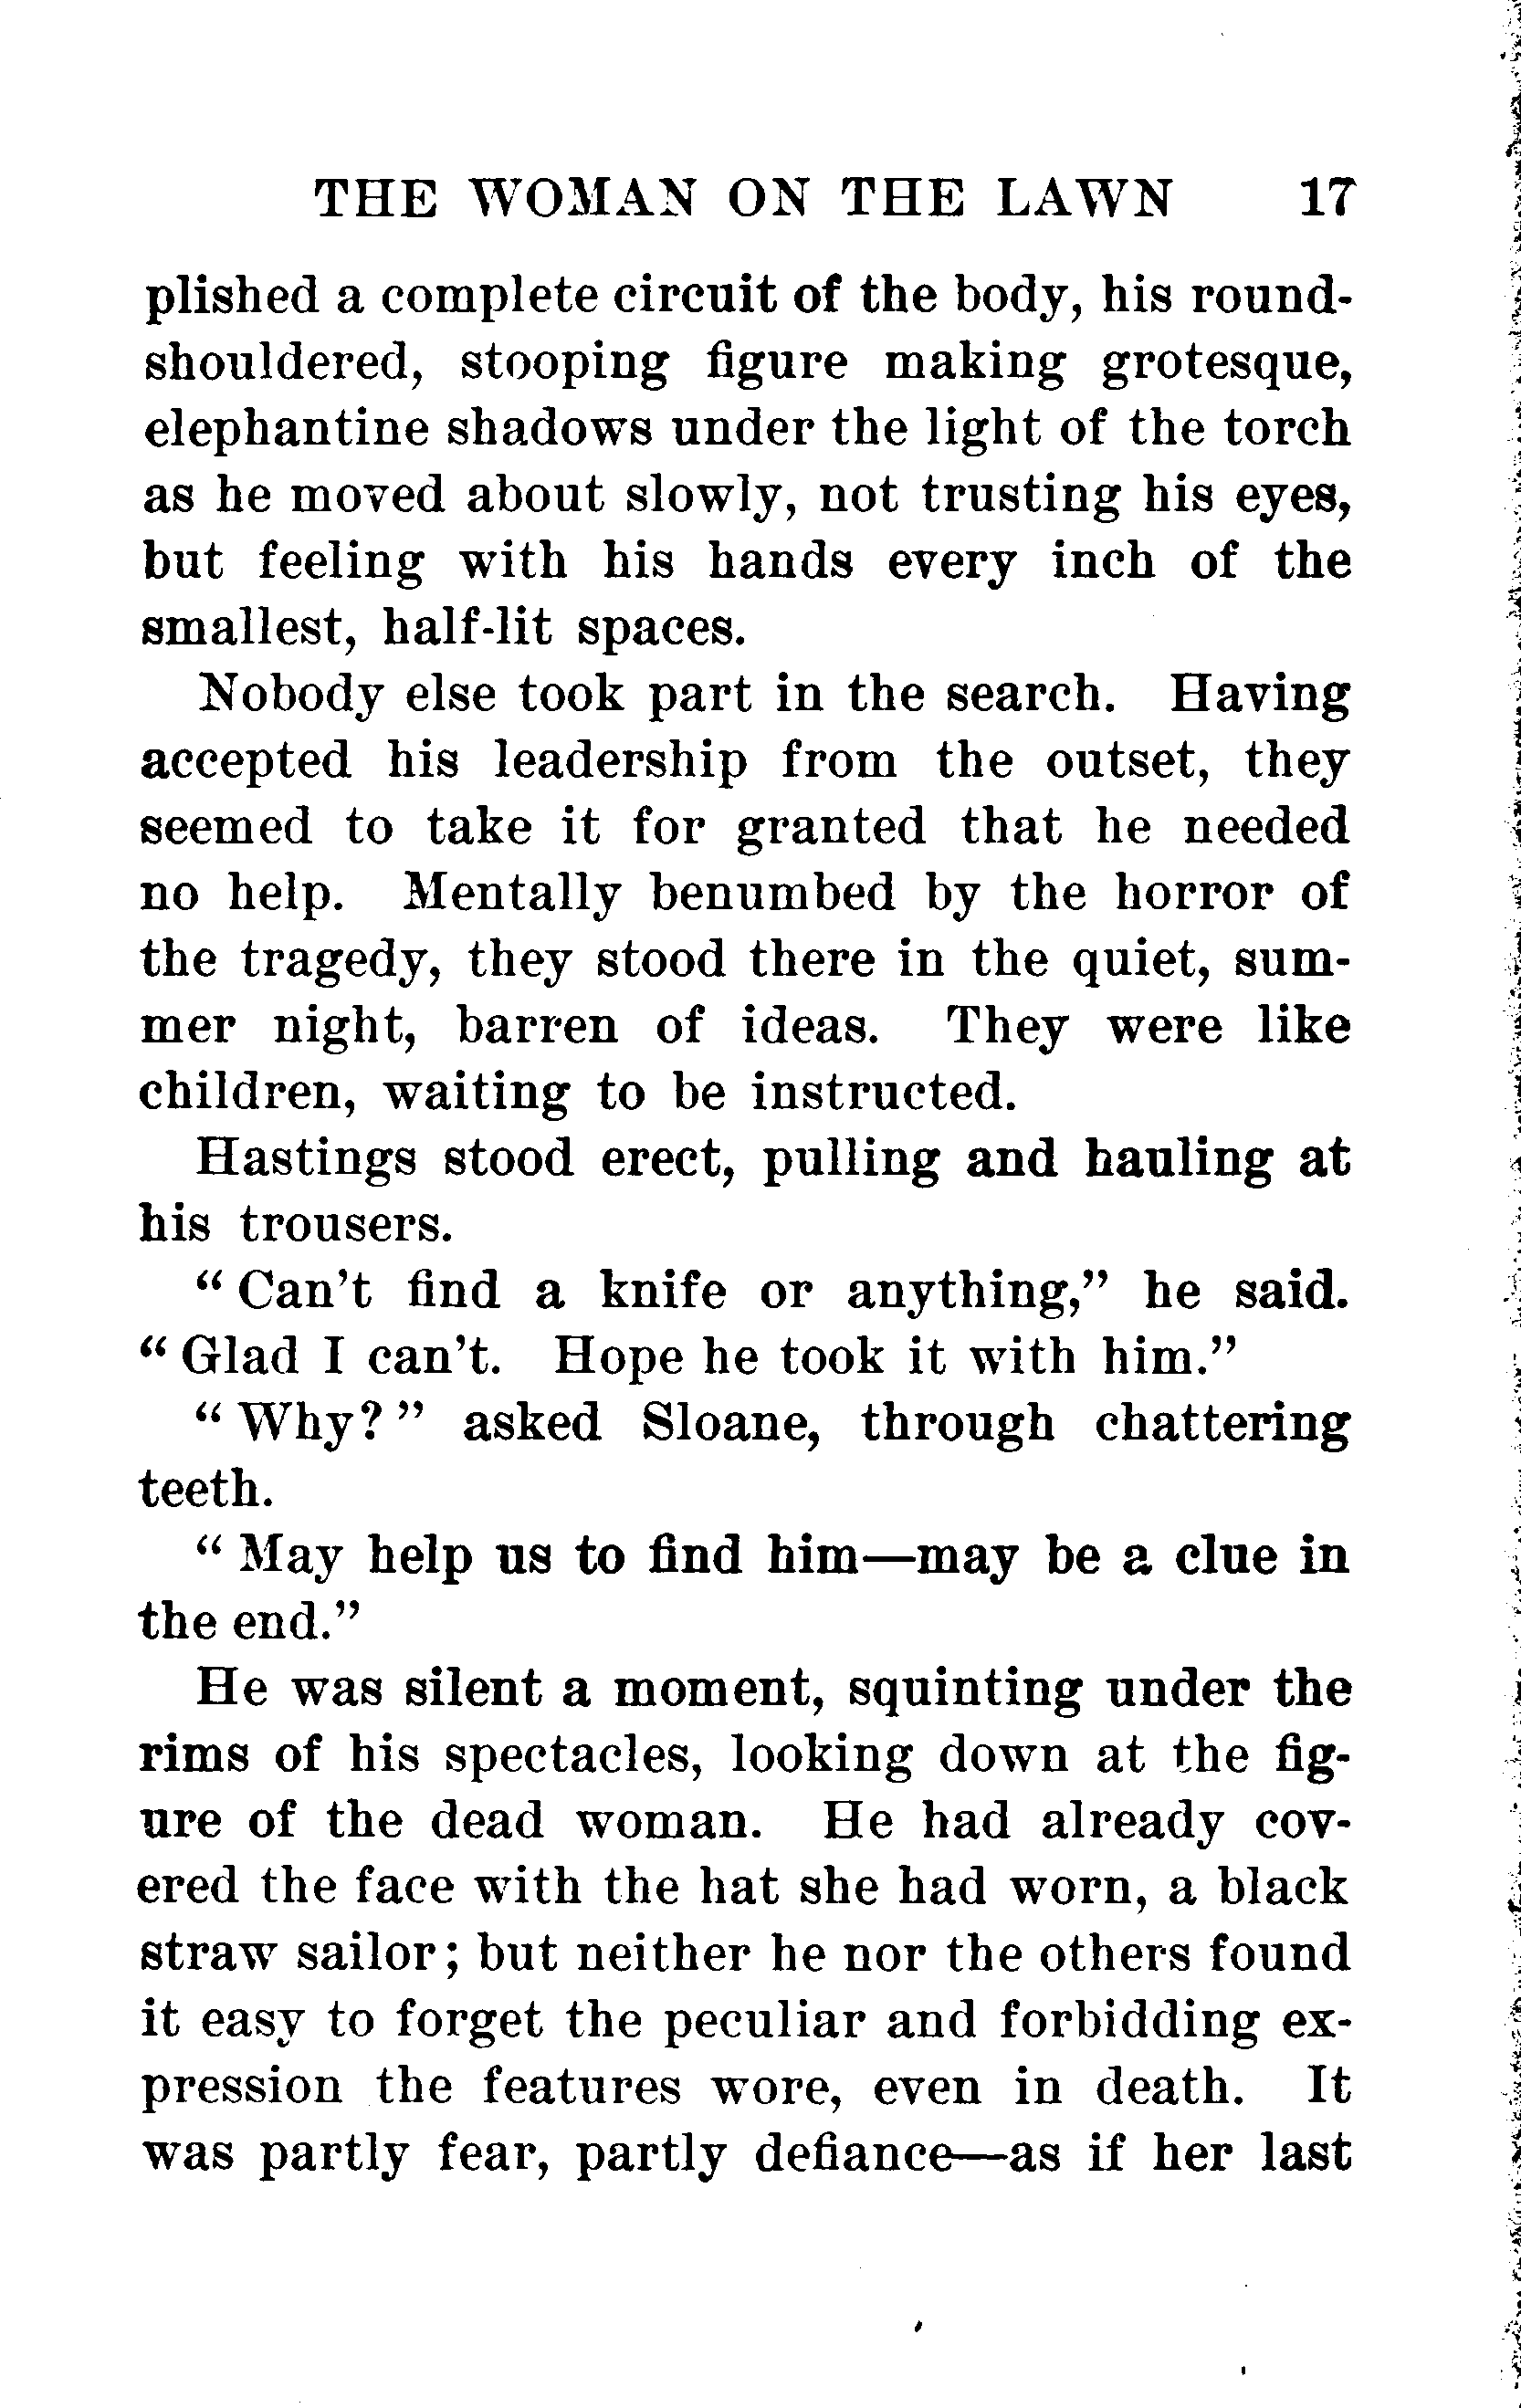 THE WOMAN ON THE LAWN 17
plished a complete circuit of the body, his round-
shouldered, stooping figure making grotesque,
elephantine shadows under the light of the torch
as he moved about slowly, not trusting his eyes,
but feeling with his hands every inch of the
smallest, half-lit spaces.
Nobody else took part in the search. Having
accepted his leadership from the outset, they
seemed to take it for granted that he needed
no help. Mentally benumbed by the horror of
the tragedy, they stood there in the quiet, sum-
mer night, barren of ideas. They were like
children, waiting to be instructed.
Hastings stood erect, pulling and hauling at
his trousers.
“ Can’t find a knife or anything,” he said.
“ Glad I can’t. Hope he took it with him.”
“ Why? ” asked Sloane, through chattering
teeth.
“ May help us to find him—may be a clue in
the end.”
He was silent a moment, squinting under the
rims of his spectacles, looking down at the fig-
ure of the dead woman. He had already cov-
ered the face with the hat she had worn, a black
straw sailor; but neither he nor the others found
it easy to forget the peculiar and forbidding ex-
pression the features wore, even in death. It
was partly fear, partly defiance—as if her last